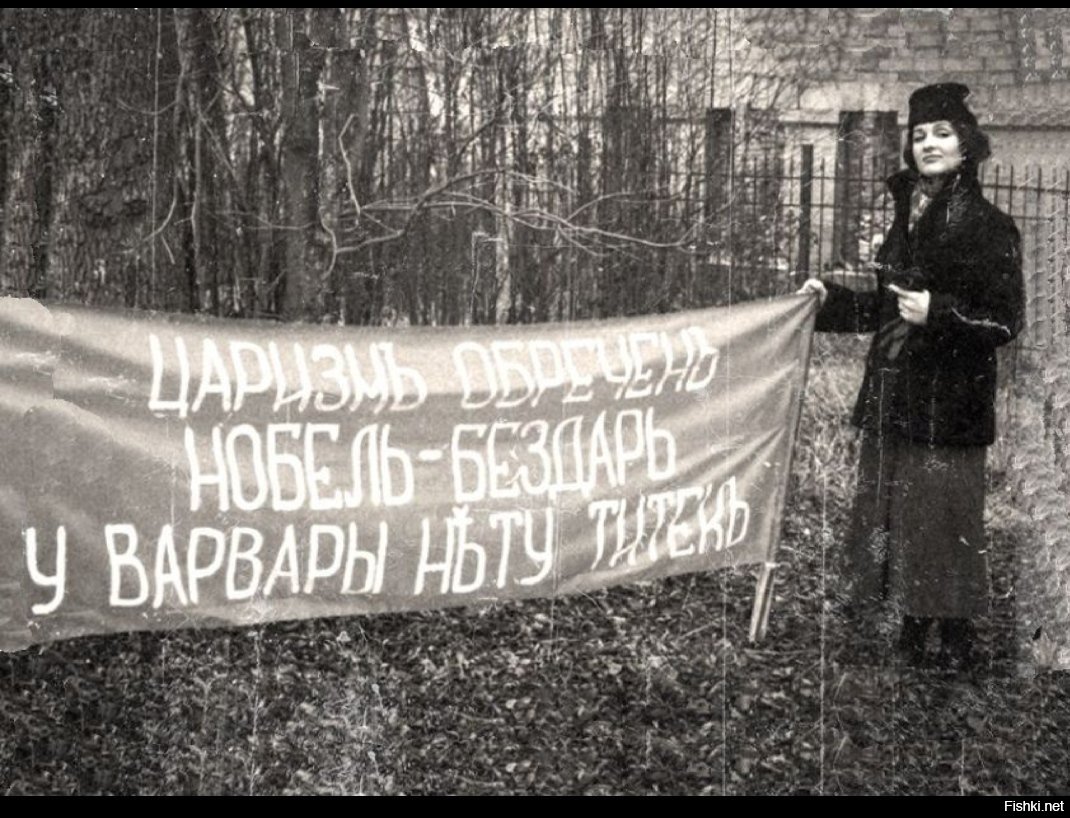 ЦАРИЗМЪ ОБРЕЧЕНЪ
НОБЕЛЬ-БЕЗДАРЬ
У ВАРВАРЫ НѢТУ ТИТЕКЪ
Fishki.net